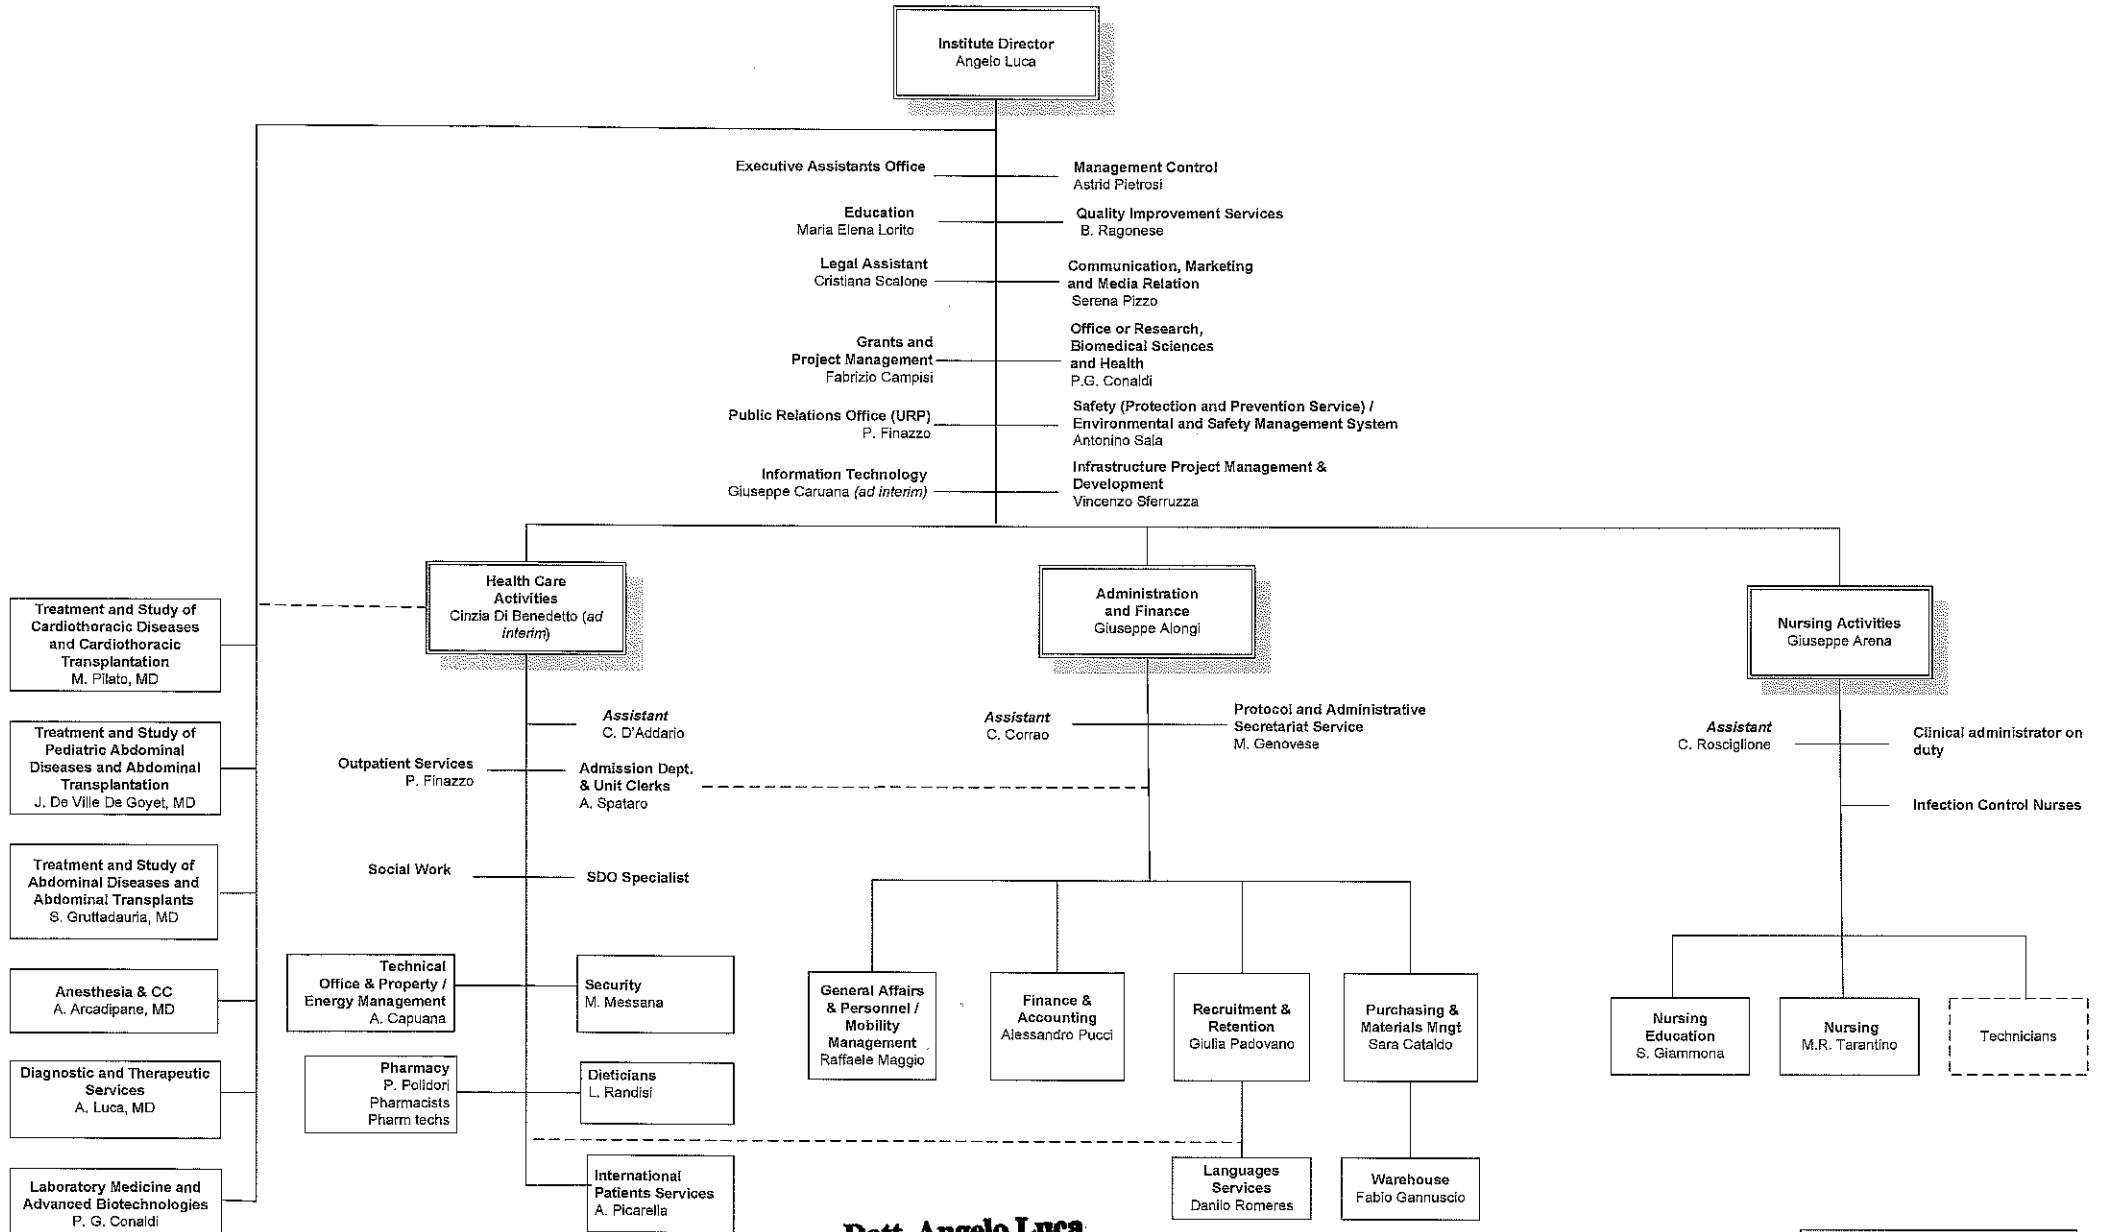 Institute Director
Angelo Luca
Executive Assistants Office
Management Control
Astrid Pietrosi
Education
Maria Elena Lorito
Quality Improvement Services
B. Ragonese
Legal Assistant
Cristiana Scalone
Communication, Marketing
and Media Relation
Serena Pizzo
Grants and
Project Management
Fabrizio Campisi
Office or Research,
Biomedical Sciences
and Health
P.G. Conaldi
Public Relations Office (URP)
P. Finazzo
Safety (Protection and Prevention Service) /
Environmental and Safety Management System
Antonino Sala
Information Technology
Giuseppe Caruana (ad interim)
Infrastructure Project Management &
Development
Vincenzo Sferruzza
Health Care
Activities
Cinzia Di Benedetto (ad
interim)
Administration
and Finance
Giuseppe Alongi
Nursing Activities
Giuseppe Arena
Treatment and Study of
Cardiothoracic Diseases
and Cardiothoracic
Transplantation
M. Pilato, MD
Treatment and Study of
Pediatric Abdominal
Diseases and Abdominal
Transplantation
J. De Ville De Goyet, MD
Treatment and Study of
Abdominal Diseases and
Abdominal Transplants
S. Gruttadauria, MD
Anesthesia & CC
A. Arcadipane, MD
Diagnostic and Therapeutic
Services
A. Luca, MD
Laboratory Medicine and
Advanced Biotechnologies
P. G. Conaldi
Assistant
C. D'Addario
Outpatient Services
P. Finazzo
Admission Dept.
& Unit Clerks
A. Spataro
Social Work
SDO Specialist
Technical
Office & Property /
Energy Management
A. Capuana
Security
M. Messana
Pharmacy
P. Polidori
Pharmacists
Pharm techs
Dieticians
L. Randisi
International
Patients Services
A. Picarella
Assistant
C. Corrao
Protocol and Administrative
Secretariat Service
M. Genovese
General Affairs
& Personnel /
Mobility
Management
Raffaele Maggio
Finance &
Accounting
Alessandro Pucci
Recruitment &
Retention
Giulia Padovano
Purchasing &
Materials Mngt
Sara Cataldo
Languages
Services
Danilo Romeres
Warehouse
Fabio Gannuscio
Assistant
C. Rosciglione
Clinical administrator on
duty
Infection Control Nurses
Nursing
Education
S. Giammona
Nursing
M.R. Tarantino
Technicians
Dott. Angelo Luca